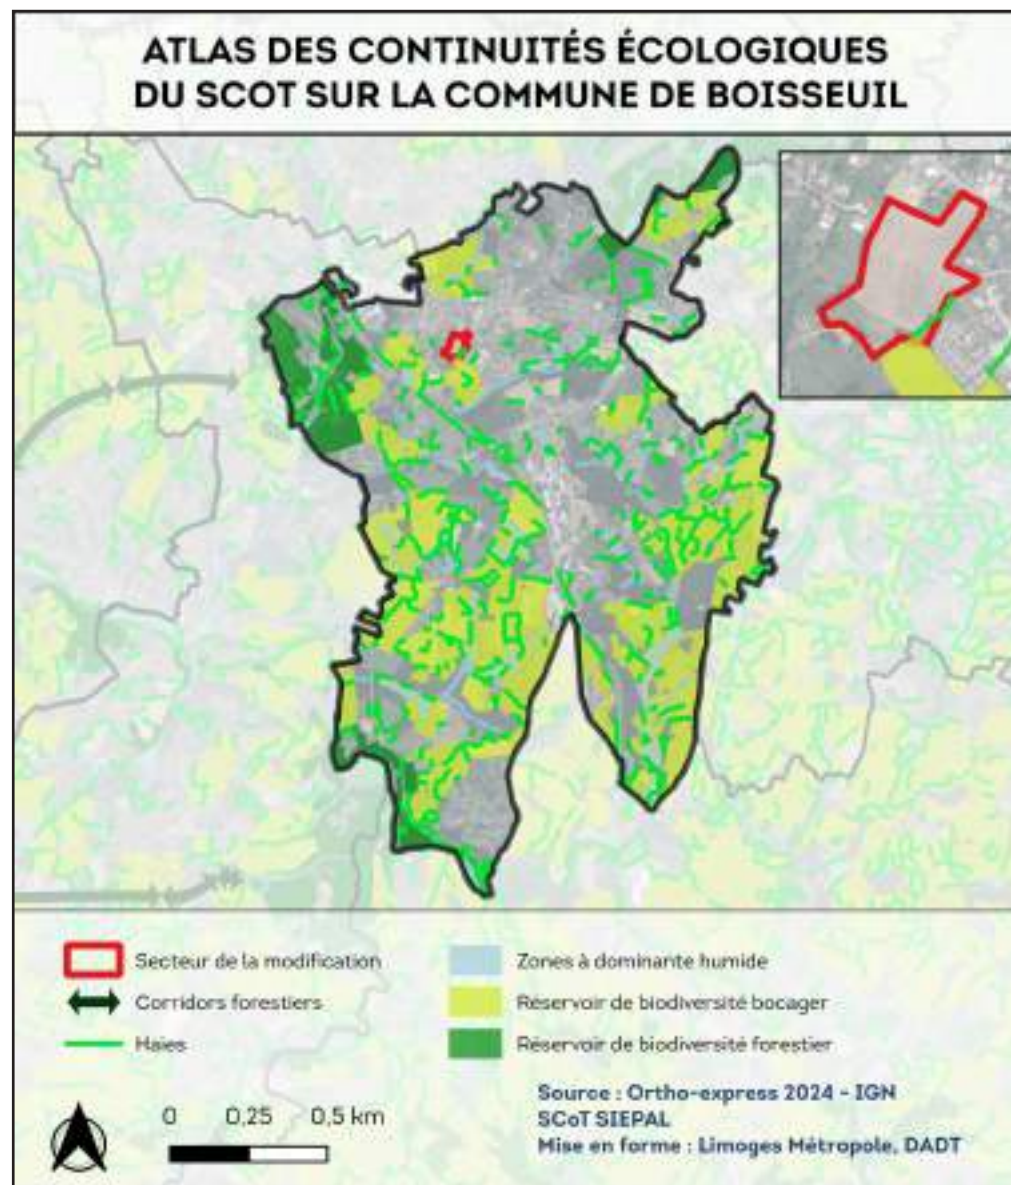 ATLAS DES CONTINUITÉS ÉCOLOGIQUES
DU SCOT SUR LA COMMUNE DE BOISSEUIL
Secteur de la modification
Corridors forestiers
Haies
Zones à dominante humide
Réservoir de biodiversité bocager
Réservoir de biodiversité forestier
0 0,25 0,5 km
Source : Ortho-express 2024 - IGN
SCoT SIEPAL
Mise en forme : Limoges Métropole, DADT